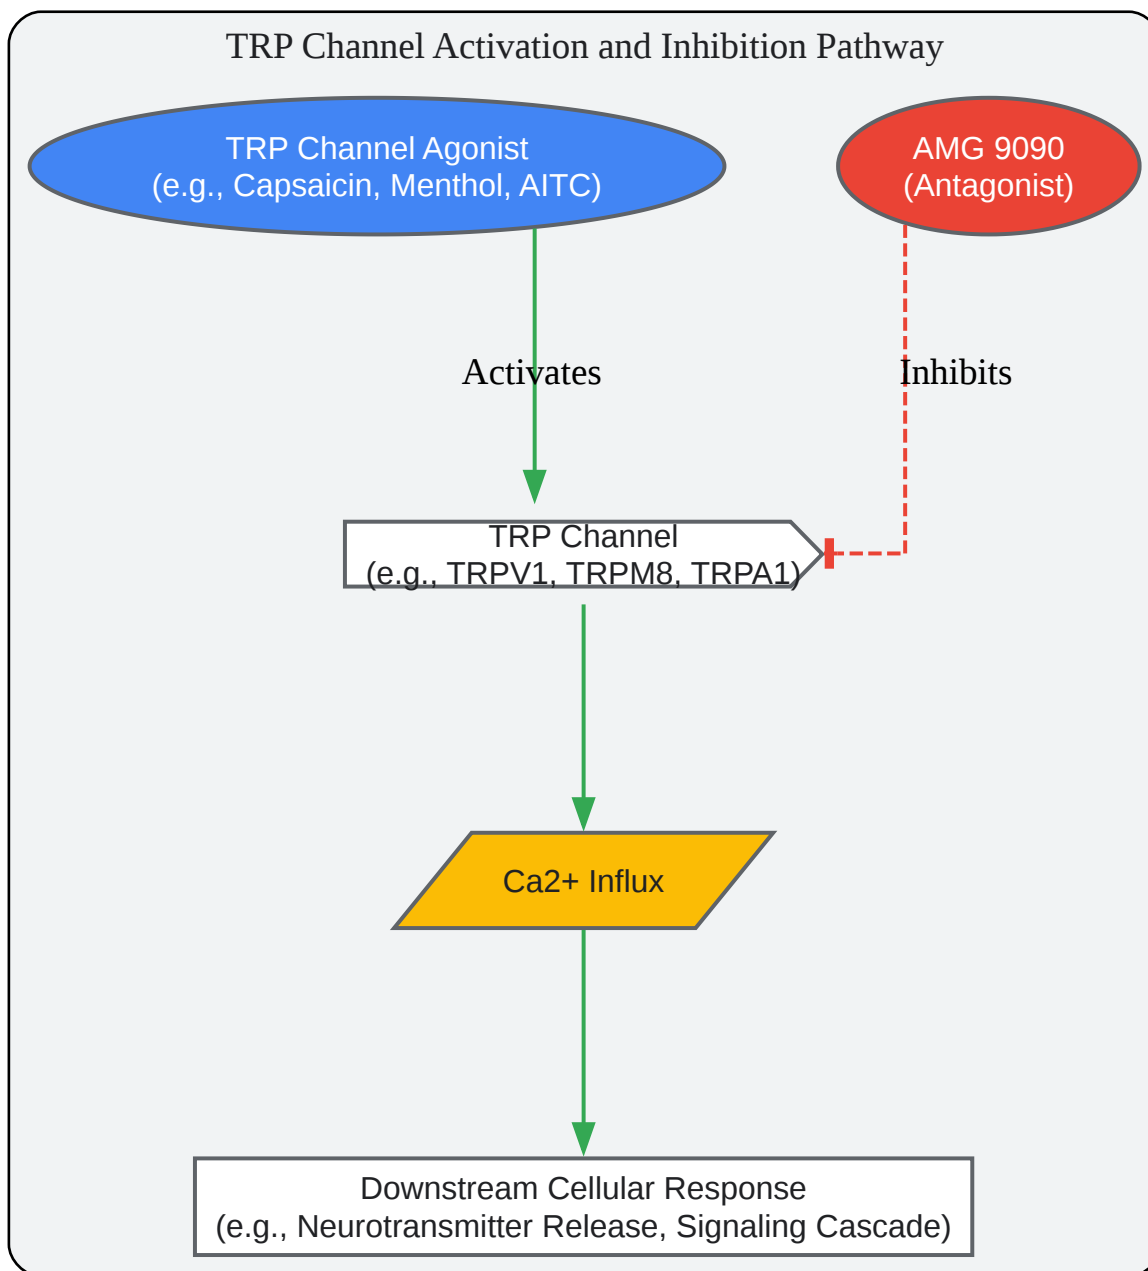 TRP Channel Activation and Inhibition Pathway
TRP Channel Agonist
(e.g., Capsaicin, Menthol, AITC)
AMG 9090
(Antagonist)
Activates
Inhibits
TRP Channel
(e.g., TRPV1, TRPM8, TRPA1)
Ca2+ Influx
Downstream Cellular Response
(e.g., Neurotransmitter Release, Signaling Cascade)